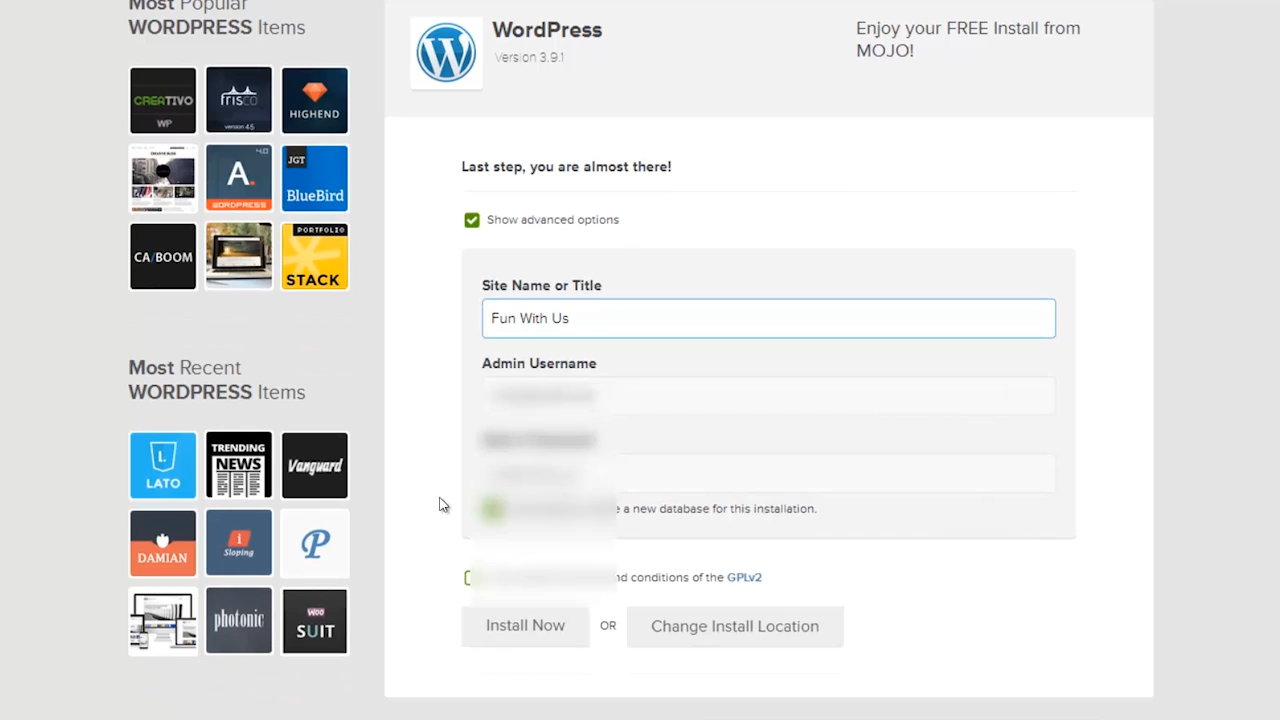 Most Popular
WORDPRESS Items
CREATIVO
WP
frisco
version 4.5
HIGHEND
4.0
A.
WORDPRESS
JGT
BlueBird
CA/BOOM
PORTFOLIO
STACK
Most Recent
WORDPRESS Items
L.
LATO
TRENDING
NEWS
Vanguard
DAMIAN
i
Sloping
P
photonic
WOO
SUIT
W
WordPress
Version 3.9.1
Enjoy your FREE Install from
MOJO!
Last step, you are almost there!
Show advanced options
Site Name or Title
Fun With Us
Admin Username
a new database for this installation.
conditions of the GPLv2
Install Now OR Change Install Location